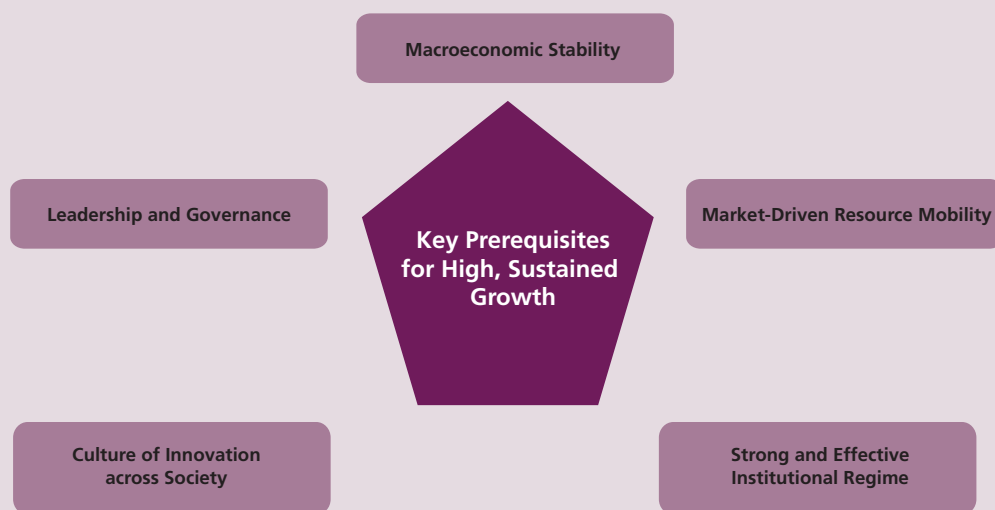 Macroeconomic Stability
Leadership and Governance
Market-Driven Resource Mobility
Key Prerequisites
for High, Sustained
Growth
Culture of Innovation
across Society
Strong and Effective
Institutional Regime